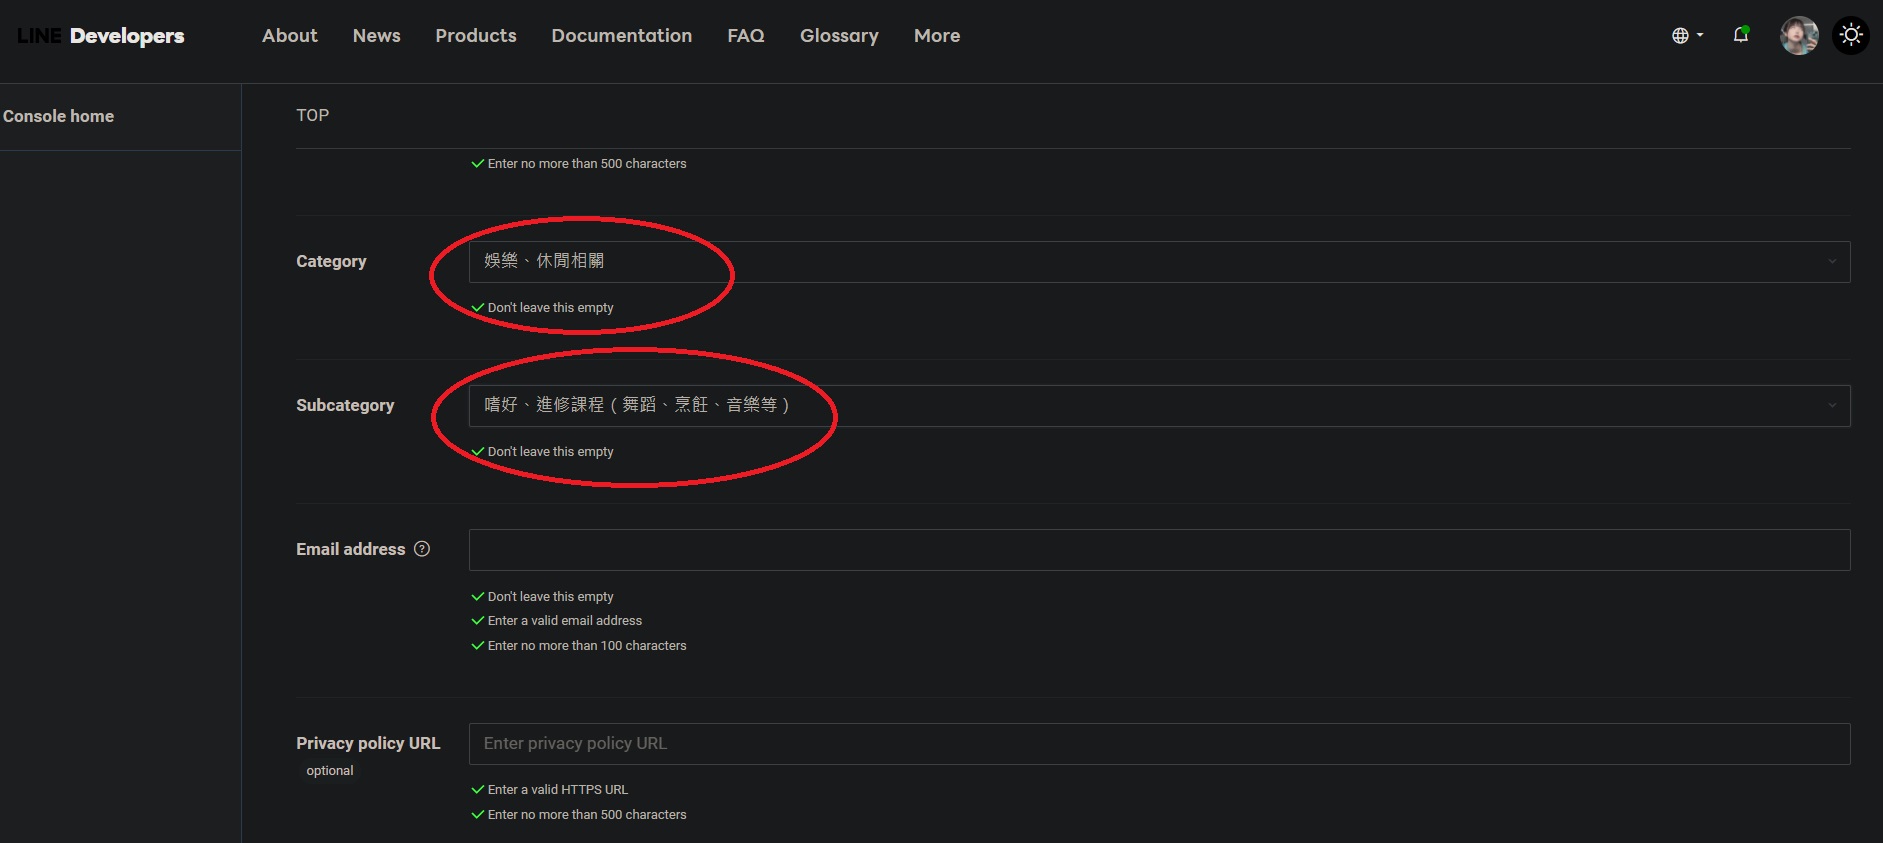 LINE Developers About News Products Documentation FAQ Glossary More
Console home
TOP
Enter no more than 500 characters
Category
娛樂、休閒相關
Don't leave this empty
Subcategory
嗜好、進修課程（舞蹈、烹飪、音樂等）
Don't leave this empty
Email address ?
Don't leave this empty
Enter a valid email address
Enter no more than 100 characters
Privacy policy URL
Enter privacy policy URL
optional
Enter a valid HTTPS URL
Enter no more than 500 characters